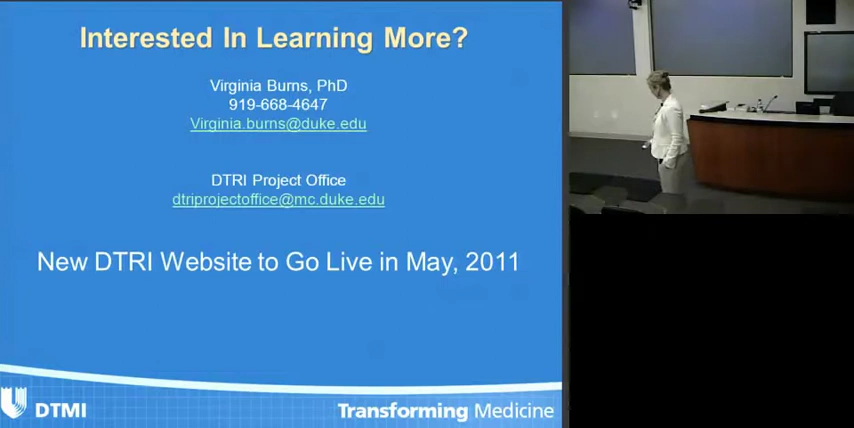 Interested In Learning More?
Virginia Burns, PhD
919-668-4647
Virginia.burns@duke.edu
DTRI Project Office
dtriprojectoffice@mc.duke.edu
New DTRI Website to Go Live in May, 2011
DTMI
Transforming Medicine